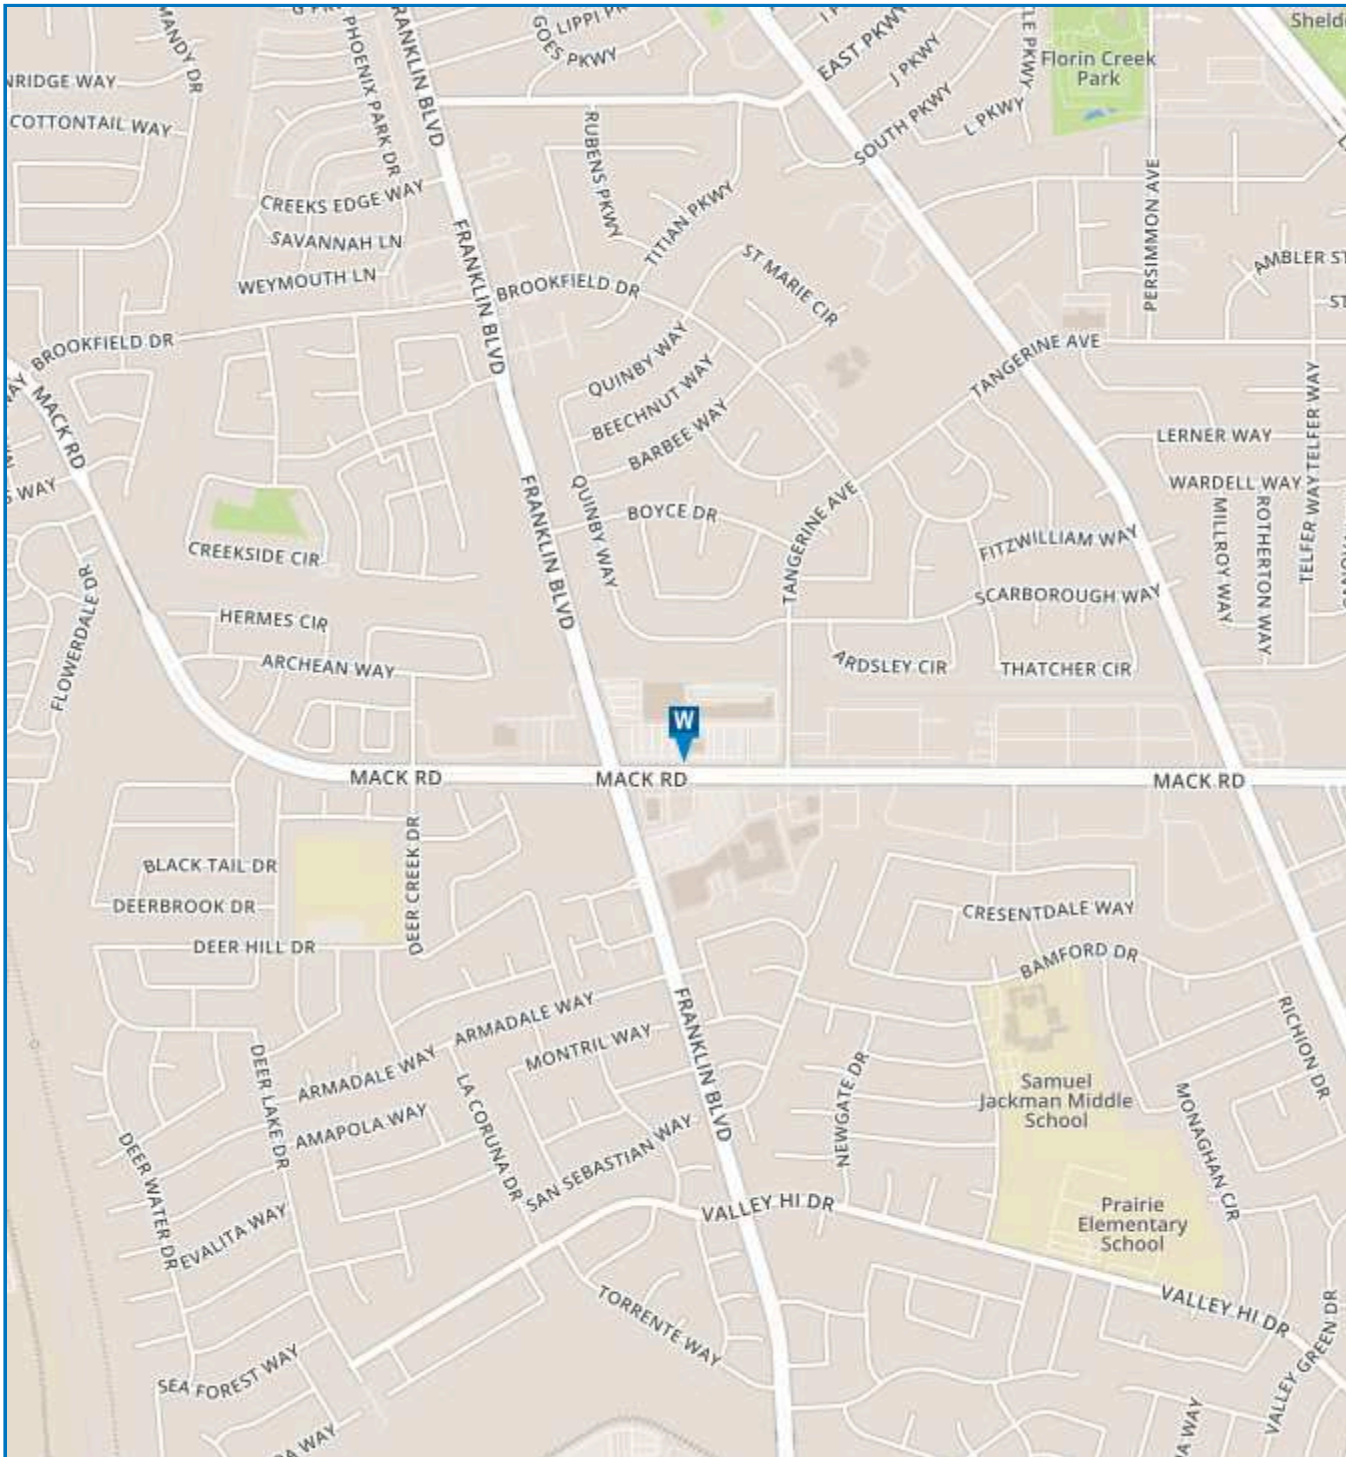 MANDY DR
PHOENIX PARK DR
FRANKLIN BLVD
LIPPI
GOES PKWY
EAST PKWY
J PKWY
Florin Creek
Park
COTTONTAIL WAY
SOUTH PKWY
L PKWY
RUBENS PKWY
CREEKS EDGE WAY
TITIAN PKWY
PERSIMMON AVE
SAVANNAH LN
FRANKLIN BLVD
ST MARIE CIR
AMBLER ST
WEYMOUTH LN
BROOKFIELD DR
BROOKFIELD DR
QUINBY WAY
TANGERINE AVE
MACK RD
BEECHNUT WAY
BARBEE WAY
LERNER WAY
TELFER WAY
TELFER WAY
WARDELL WAY
QUINBY WAY
BOYCE DR
FRANKLIN BLVD
TANGERINE AVE
MILLROY WAY
ROTHERTON WAY
CREEKSIDE CIR
FITZWILLIAM WAY
FLOWERDALE DR
SCARBOROUGH WAY
HERMES CIR
ARCHEAN WAY
ARDSLEY CIR
THATCHER CIR
W
MACK RD
MACK RD
MACK RD
BLACK TAIL DR
DEER CREEK DR
DEERBROOK DR
CRESENTDALE WAY
DEER HILL DR
BAMFORD DR
FRANKLIN BLVD
ARMADALE WAY
RICHION DR
MONTRIL WAY
ARMADALE WAY
DEER LAKE DR
NEWGATE DR
Samuel
Jackman Middle
School
LA CORUNA DR
AMAPOLA WAY
MONAGHAN CIR
DEER WATER DR
SAN SEBASTIAN WAY
VALLEY HI DR
Prairie
Elementary
School
EVALITA WAY
VALLEY HI DR
TORRENTE WAY
VALLEY GREEN DR
SEA FOREST WAY